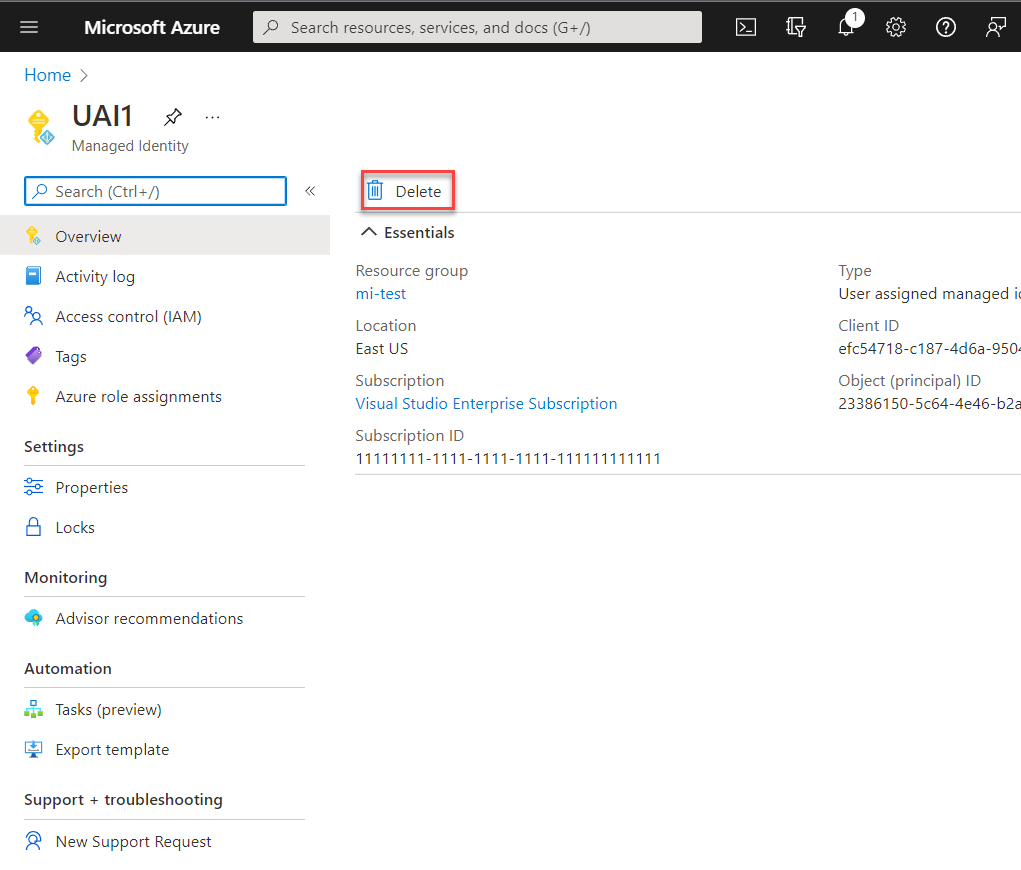 Microsoft Azure
Search resources, services, and docs (G+/)
1
Home
UAI1
...
Managed Identity
Search (Ctrl+/)
«
Delete
Overview
Essentials
Activity log
Resource group
Type
mi-test
User assigned managed
Access control (IAM)
Location
Client ID
East US
efc54718-c187-4d6a-950
Tags
Subscription
Object (principal) ID
Azure role assignments
Visual Studio Enterprise Subscription
23386150-5c64-4e46-b2a
Subscription ID
Settings
11111111-1111-1111-1111-111111111111
Properties
Locks
Monitoring
Advisor recommendations
Automation
Tasks (preview)
Export template
Support + troubleshooting
New Support Request